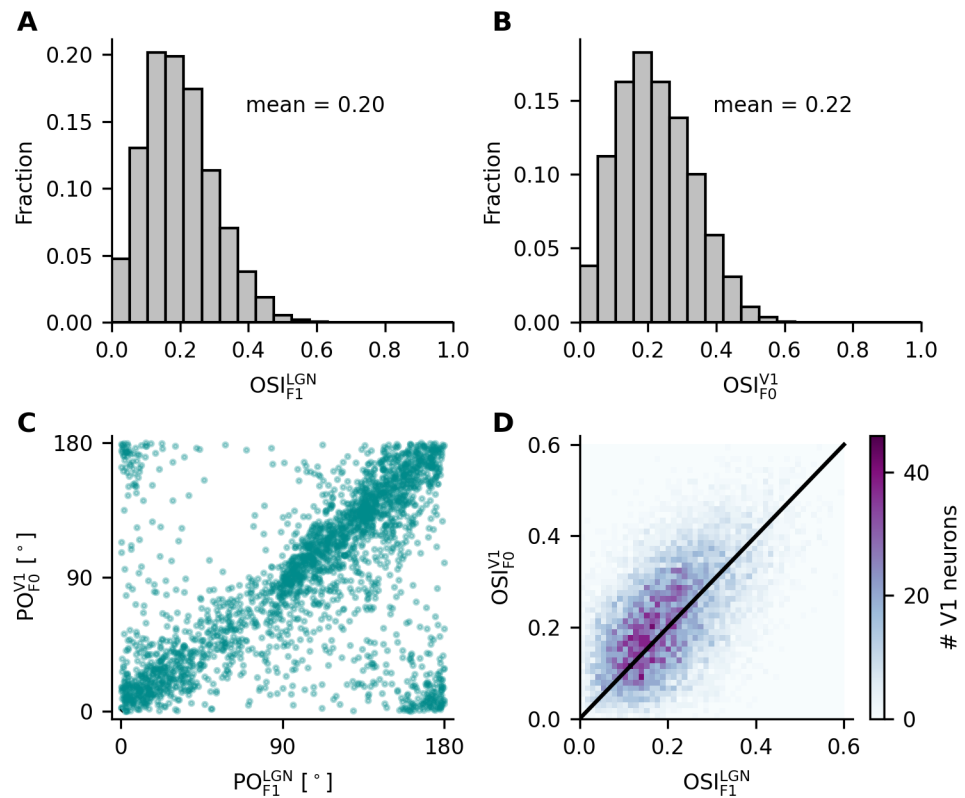 A
B
mean = 0.20
mean = 0.22
Fraction
0.20
0.15
0.10
0.05
0.00
0.0 0.2 0.4 0.6 0.8 1.0
OSI^LGN_F1
Fraction
0.15
0.10
0.05
0.00
0.0 0.2 0.4 0.6 0.8 1.0
OSI^V1_F0
C
D
PO^V1_F0 [°]
180
90
0
0 90 180
PO^LGN_F1 [°]
OSI^V1_F0
0.6
0.4
0.2
0.0
0.0 0.2 0.4 0.6
OSI^LGN_F1
40
20
0
# V1 neurons